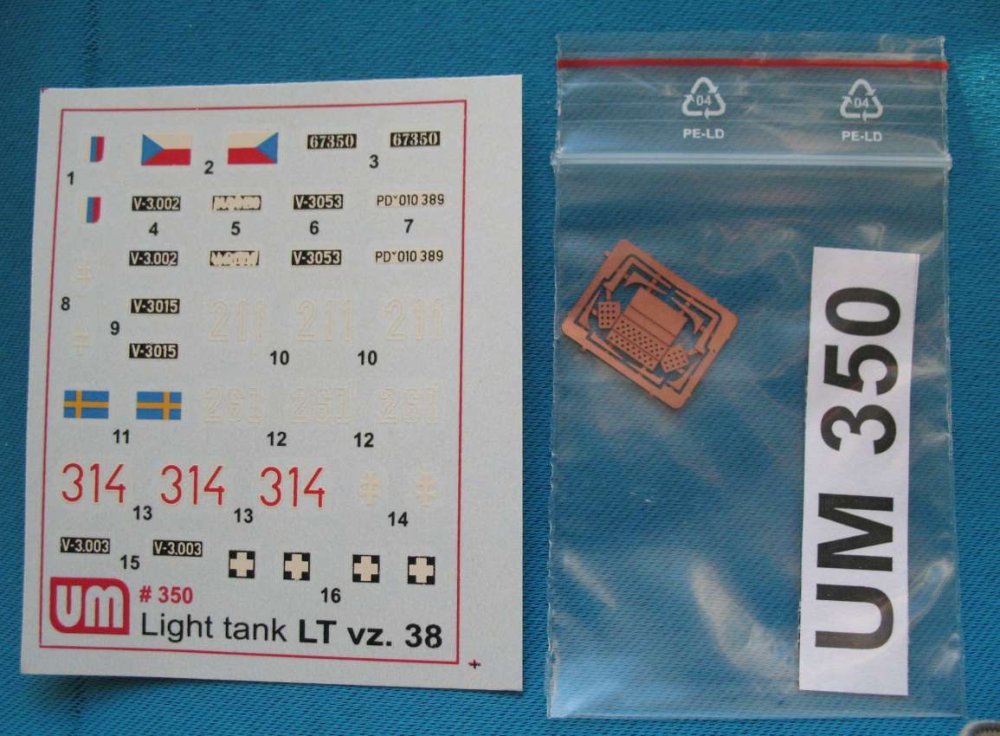 67350 67350
1 2 3
V-3.002 V-3053 PD 010 389
4 5 6 7
V-3.002 V-3053 PD 010 389
8 V-3015 211 211 211
9
V-3015 10 10
11 12 12
314 314 314
13 13 14
V-3.003 V-3.003
15 16
UM # 350
Light tank LT vz. 38
04 04
PE-LD PE-LD
UM 350